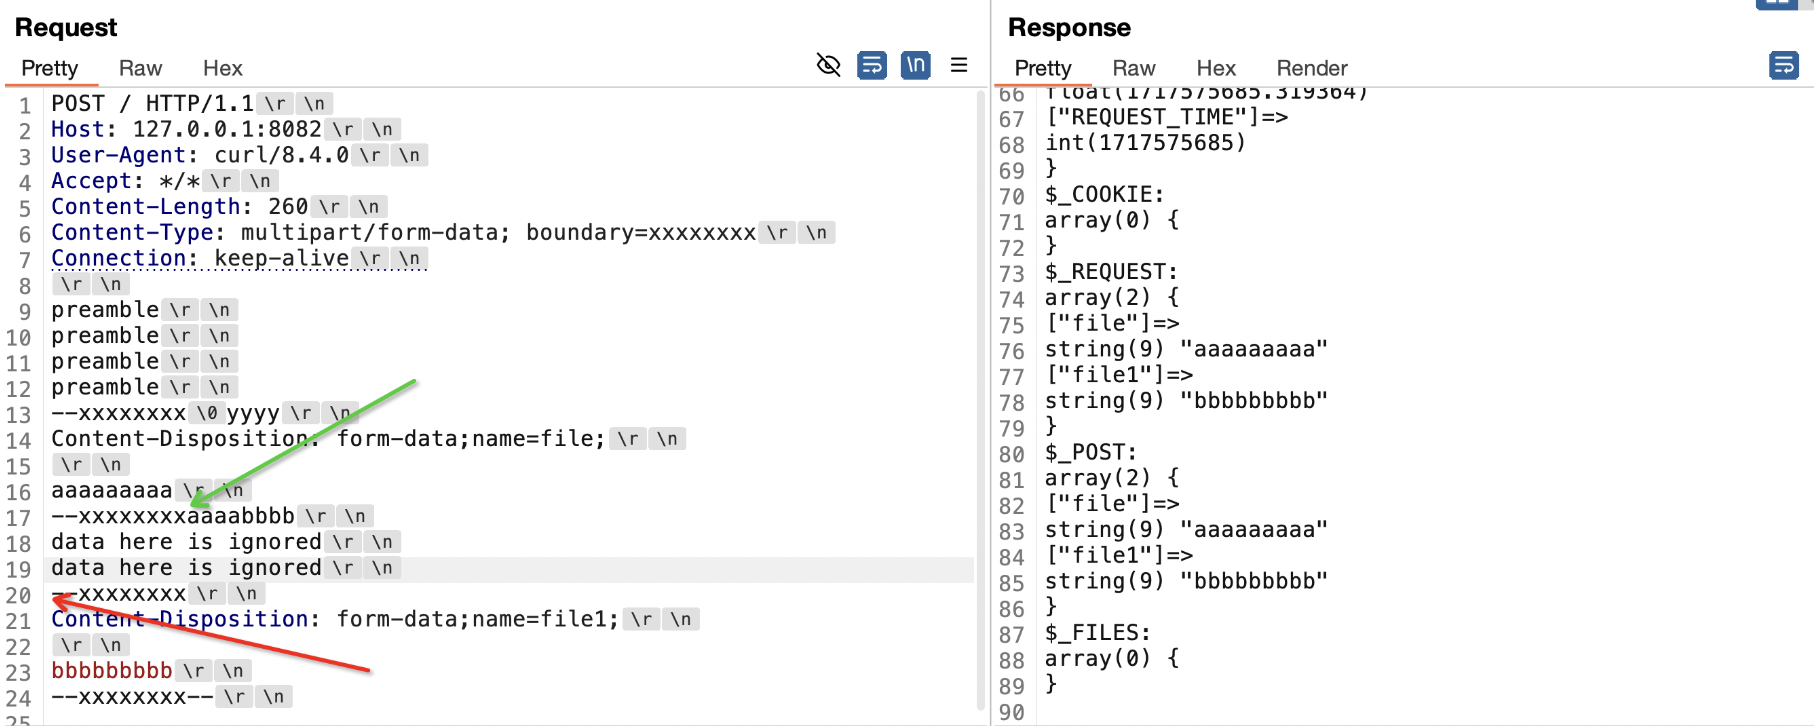 Request
Pretty Raw Hex
\n
1 POST / HTTP/1.1 \r \n
2 Host: 127.0.0.1:8082 \r \n
3 User-Agent: curl/8.4.0 \r \n
4 Accept: */* \r \n
5 Content-Length: 260 \r \n
6 Content-Type: multipart/form-data; boundary=xxxxxxxx \r \n
7 Connection: keep-alive \r \n
8 \r \n
9 preamble \r \n
10 preamble \r \n
11 preamble \r \n
12 preamble \r \n
13 --xxxxxxxx \0 yyyy \r \n
14 Content-Disposition: form-data;name=file; \r \n
15 \r \n
16 aaaaaaaaa \r \n
17 --xxxxxxxxaaaabbbb \r \n
18 data here is ignored \r \n
19 data here is ignored \r \n
20 --xxxxxxxx \r \n
21 Content-Disposition: form-data;name=file1; \r \n
22 \r \n
23 bbbbbbbbb \r \n
24 --xxxxxxxx-- \r \n
25
Response
Pretty Raw Hex Render
66 float(1717575685.319364)
67 ["REQUEST_TIME"]=>
68 int(1717575685)
69 }
70 $_COOKIE:
71 array(0) {
72 }
73 $_REQUEST:
74 array(2) {
75 ["file"]=>
76 string(9) "aaaaaaaaa"
77 ["file1"]=>
78 string(9) "bbbbbbbbb"
79 }
80 $_POST:
81 array(2) {
82 ["file"]=>
83 string(9) "aaaaaaaaa"
84 ["file1"]=>
85 string(9) "bbbbbbbbb"
86 }
87 $_FILES:
88 array(0) {
89 }
90